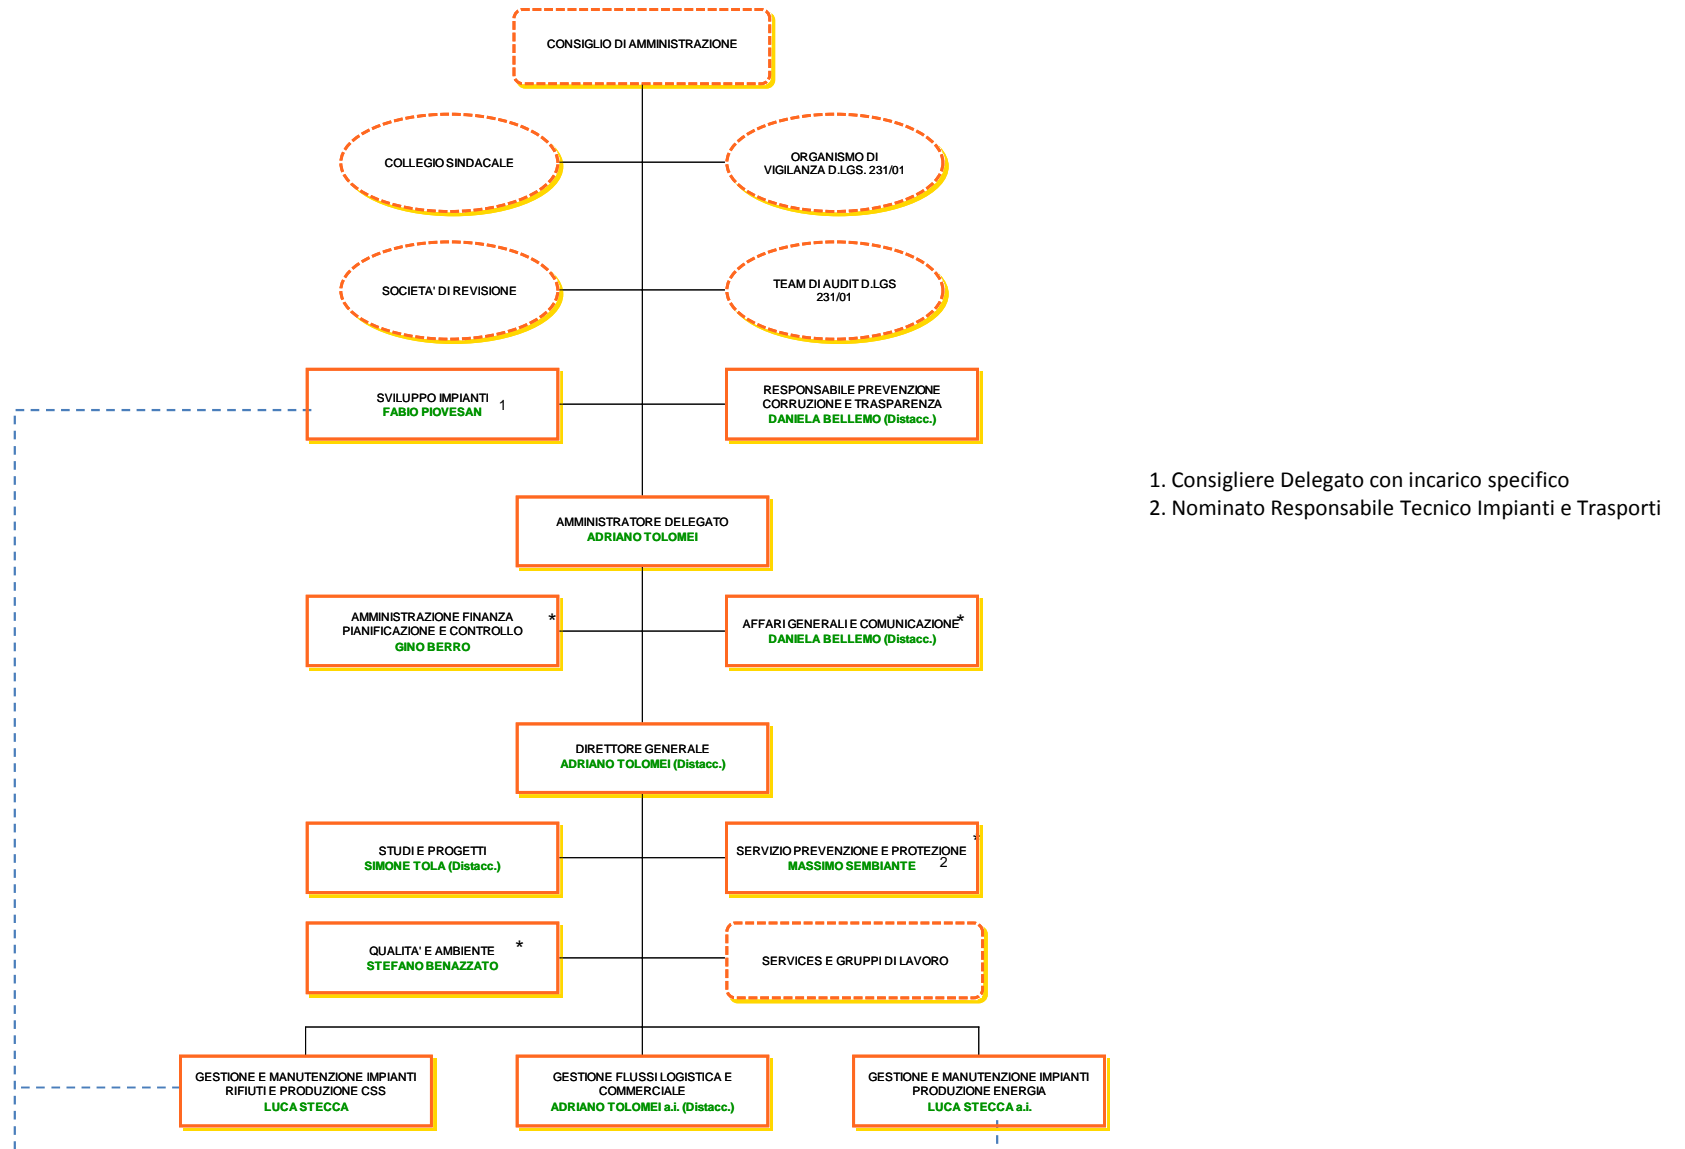 CONSIGLIO DI AMMINISTRAZIONE
COLLEGIO SINDACALE
ORGANISMO DI
VIGILANZA D.LGS. 231/01
SOCIETA' DI REVISIONE
TEAM DI AUDIT D.LGS
231/01
SVILUPPO IMPIANTI
FABIO PIOVESAN 1
RESPONSABILE PREVENZIONE
CORRUZIONE E TRASPARENZA
DANIELA BELLEMO (Distacc.)
1. Consigliere Delegato con incarico specifico
2. Nominato Responsabile Tecnico Impianti e Trasporti
AMMINISTRATORE DELEGATO
ADRIANO TOLOMEI
AMMINISTRAZIONE FINANZA *
PIANIFICAZIONE E CONTROLLO
GINO BERRO
AFFARI GENERALI E COMUNICAZIONE*
DANIELA BELLEMO (Distacc.)
DIRETTORE GENERALE
ADRIANO TOLOMEI (Distacc.)
STUDI E PROGETTI
SIMONE TOLA (Distacc.)
SERVIZIO PREVENZIONE E PROTEZIONE *
MASSIMO SEMBIANTE 2
QUALITA' E AMBIENTE *
STEFANO BENAZZATO
SERVICES E GRUPPI DI LAVORO
GESTIONE E MANUTENZIONE IMPIANTI
RIFIUTI E PRODUZIONE CSS
LUCA STECCA
GESTIONE FLUSSI LOGISTICA E
COMMERCIALE
ADRIANO TOLOMEI a.i. (Distacc.)
GESTIONE E MANUTENZIONE IMPIANTI
PRODUZIONE ENERGIA
LUCA STECCA a.i.